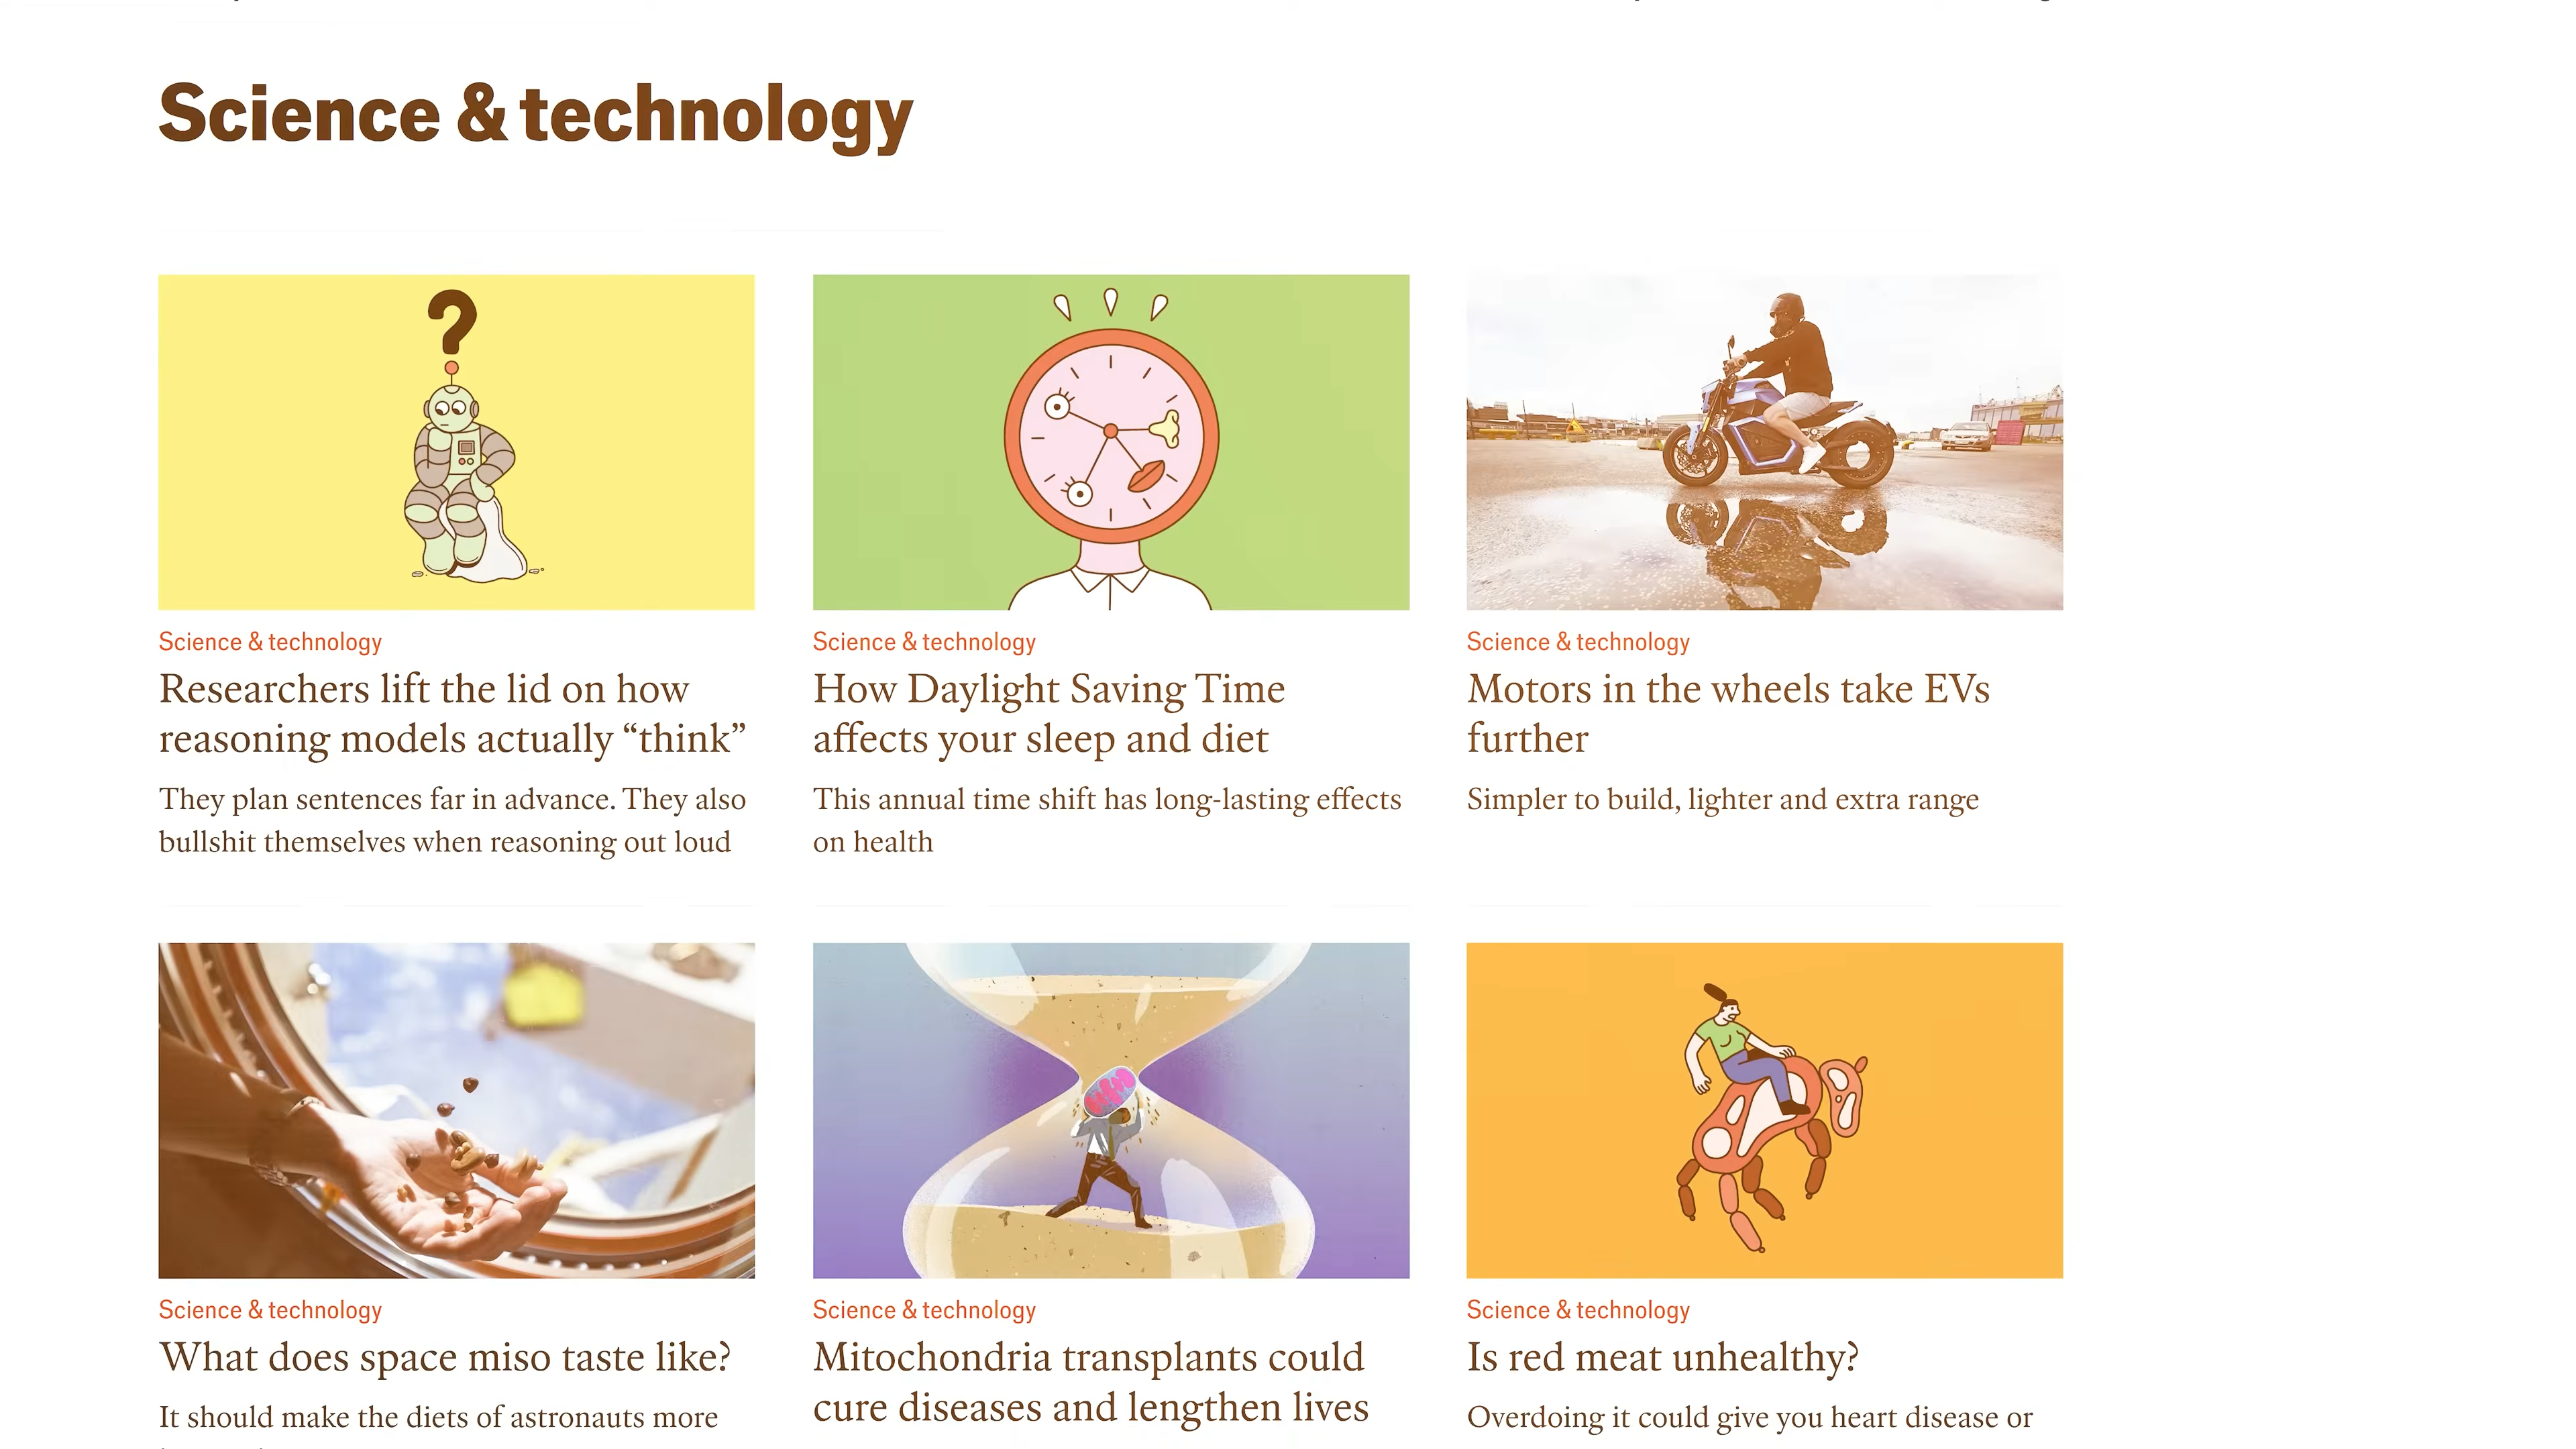 Science & technology
Science & technology
Researchers lift the lid on how
reasoning models actually “think”
They plan sentences far in advance. They also
bullshit themselves when reasoning out loud
Science & technology
How Daylight Saving Time
affects your sleep and diet
This annual time shift has long-lasting effects
on health
Science & technology
Motors in the wheels take EVs
further
Simpler to build, lighter and extra range
Science & technology
What does space miso taste like?
It should make the diets of astronauts more
Science & technology
Mitochondria transplants could
cure diseases and lengthen lives
Science & technology
Is red meat unhealthy?
Overdoing it could give you heart disease or